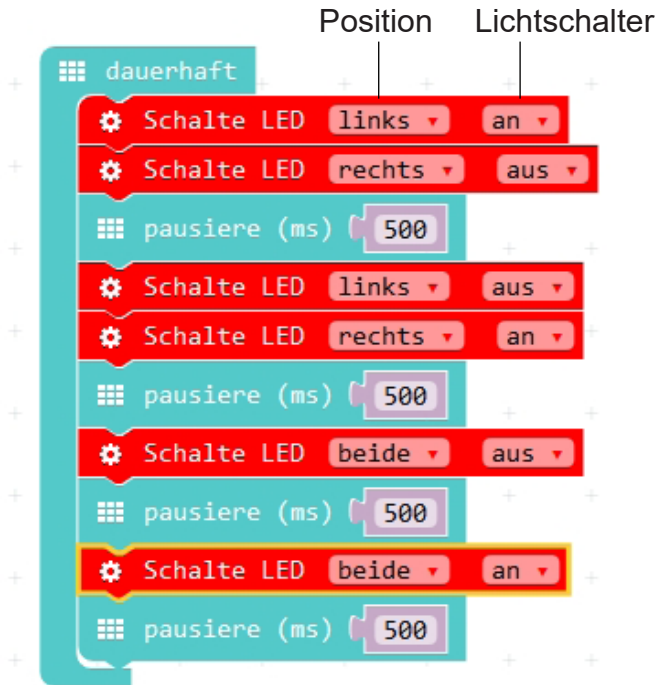 Position Lichtschalter
dauerhaft
Schalte LED links an
Schalte LED rechts aus
pausiere (ms) 500
Schalte LED links aus
Schalte LED rechts an
pausiere (ms) 500
Schalte LED beide aus
pausiere (ms) 500
Schalte LED beide an
pausiere (ms) 500